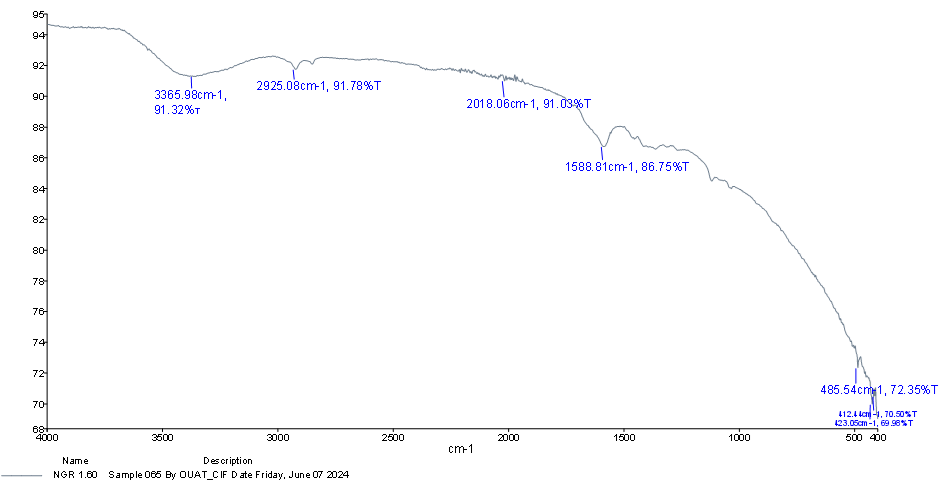 95
94
92
90
88
86
84
82
80
78
76
74
72
70
68
3365.98cm-1,
91.32%T
2925.08cm-1, 91.78%T
2018.06cm-1, 91.03%T
1588.81cm-1, 86.75%T
485.54cm-1, 72.35%T
412.44cm-1, 70.50%T
423.05cm-1, 69.98%T
4000 3500 3000 2500 2000 1500 1000 500 400
cm-1
Name Description
NGR 1.60 Sample 065 By OUAT_CIF Date Friday, June 07 2024